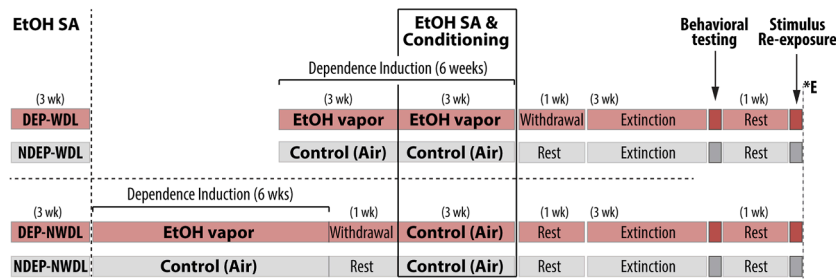 EtOH SA
EtOH SA &
Conditioning
Behavioral
testing
Stimulus
Re-exposure
Dependence Induction (6 weeks)
*E
(3 wk) (3 wk) (3 wk) (1 wk) (3 wk) (1 wk)
DEP-WDL EtOH vapor EtOH vapor Withdrawal Extinction Rest
NDEP-WDL Control (Air) Control (Air) Rest Extinction Rest
Dependence Induction (6 wks)
(3 wk) (1 wk) (3 wk) (1 wk) (3 wk) (1 wk)
DEP-NWDL EtOH vapor Withdrawal Control (Air) Rest Extinction Rest
NDEP-NWDL Control (Air) Rest Control (Air) Rest Extinction Rest